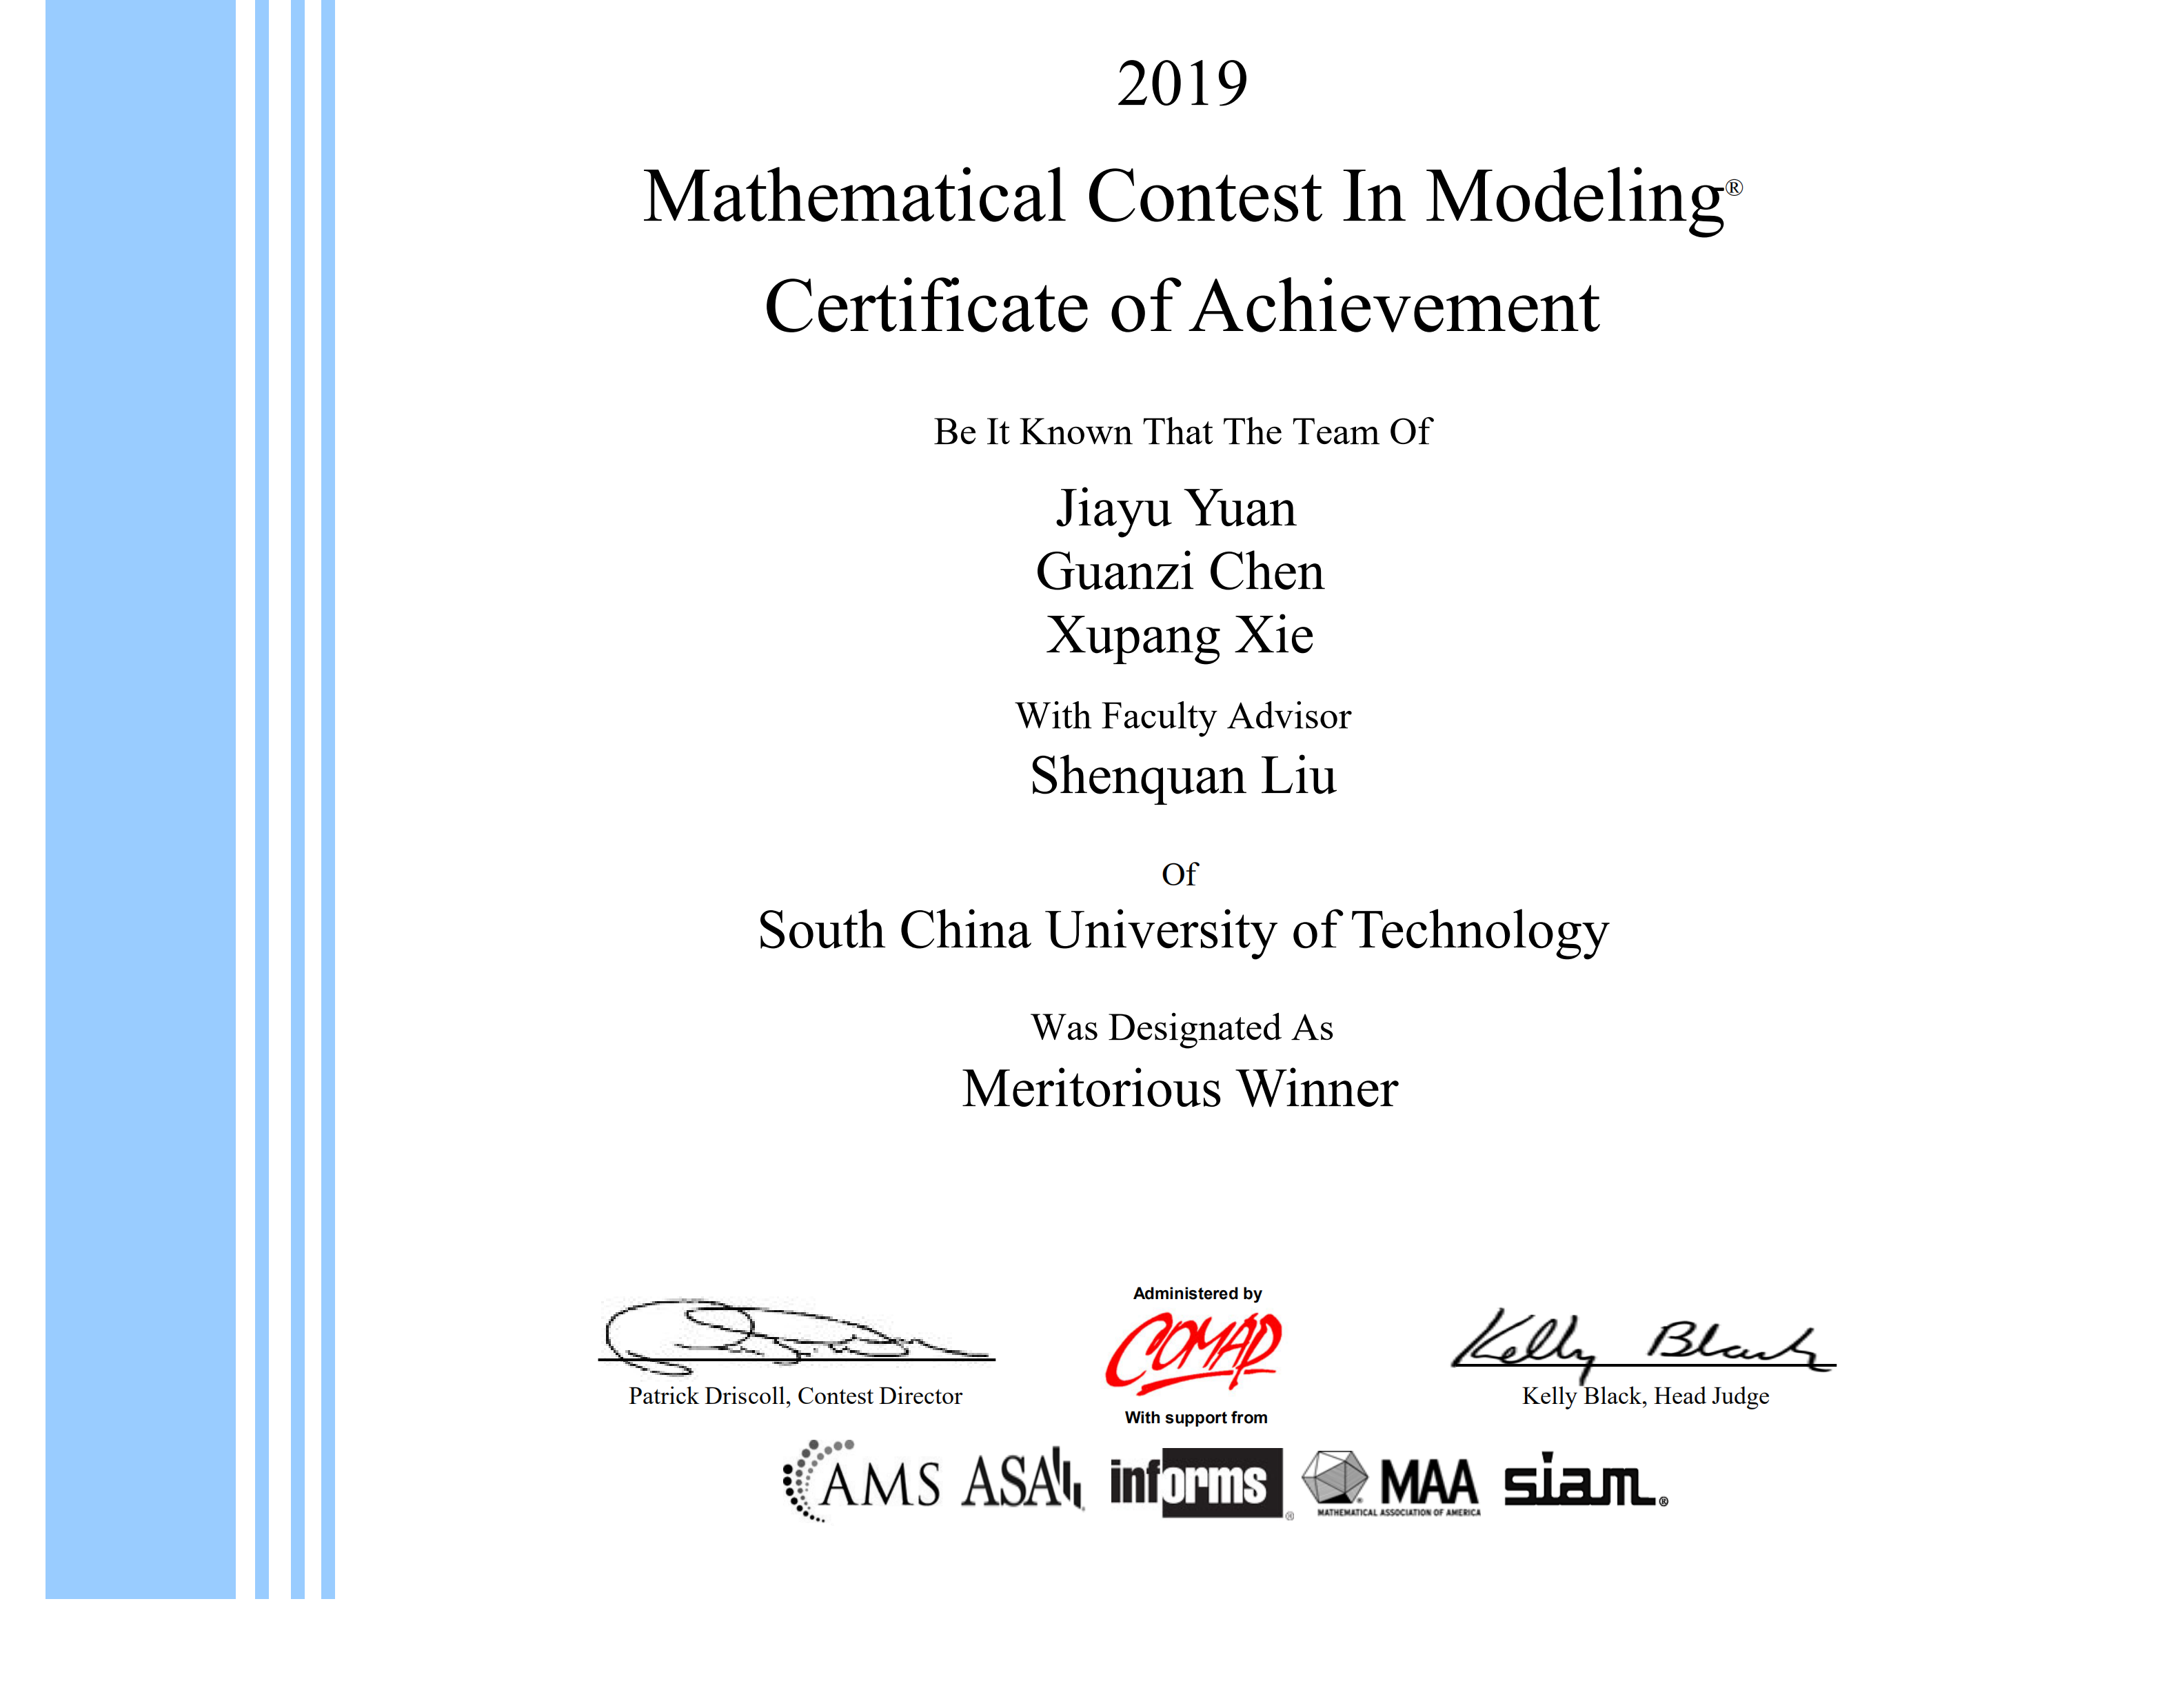 2019
Mathematical Contest In Modeling®
Certificate of Achievement
Be It Known That The Team Of
Jiayu Yuan
Guanzi Chen
Xupang Xie
With Faculty Advisor
Shenquan Liu
Of
South China University of Technology
Was Designated As
Meritorious Winner
Administered by
COMAP
Kelly Black
Patrick Driscoll, Contest Director
Kelly Black, Head Judge
With support from
AMS ASA informs® MAA siam®
MATHEMATICAL ASSOCIATION OF AMERICA